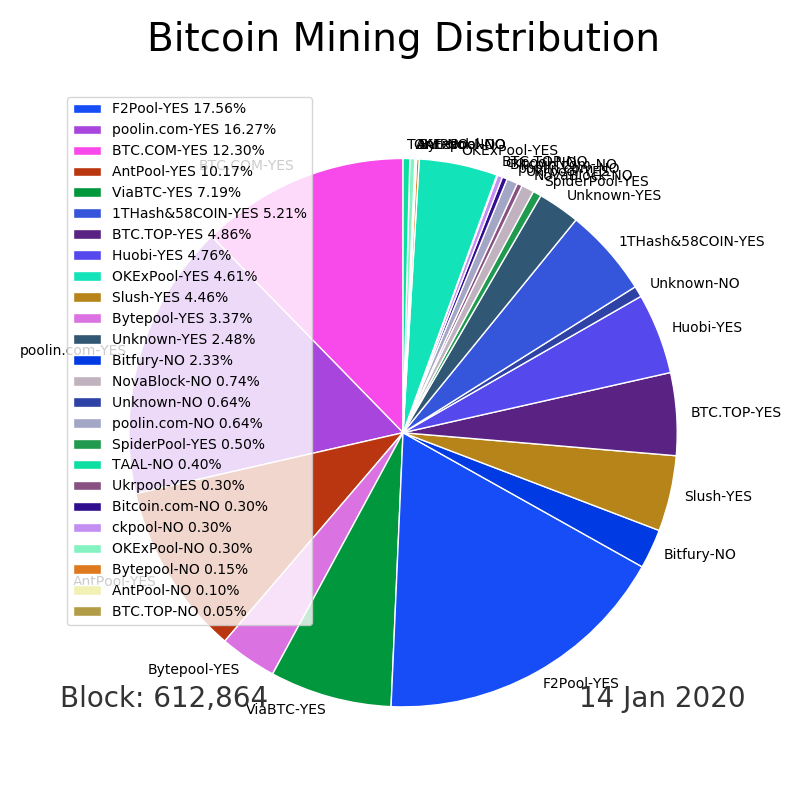 Bitcoin Mining Distribution
F2Pool-YES 17.56%
poolin.com-YES 16.27%
BTC.COM-YES 12.30%
AntPool-YES 10.17%
ViaBTC-YES 7.19%
1THash&58COIN-YES 5.21%
BTC.TOP-YES 4.86%
Huobi-YES 4.76%
OKExPool-YES 4.61%
Slush-YES 4.46%
Bytepool-YES 3.37%
Unknown-YES 2.48%
Bitfury-NO 2.33%
NovaBlock-NO 0.74%
Unknown-NO 0.64%
poolin.com-NO 0.64%
SpiderPool-YES 0.50%
TAAL-NO 0.40%
Ukrpool-YES 0.30%
Bitcoin.com-NO 0.30%
ckpool-NO 0.30%
OKExPool-NO 0.30%
Bytepool-NO 0.15%
AntPool-NO 0.10%
BTC.TOP-NO 0.05%
OKExPool-YES
SpiderPool-YES
Unknown-YES
1THash&58COIN-YES
Unknown-NO
Huobi-YES
BTC.TOP-YES
Slush-YES
Bitfury-NO
F2Pool-YES
ViaBTC-YES
Bytepool-YES
AntPool-YES
poolin.com-YES
BTC.COM-YES
Block: 612,864
14 Jan 2020